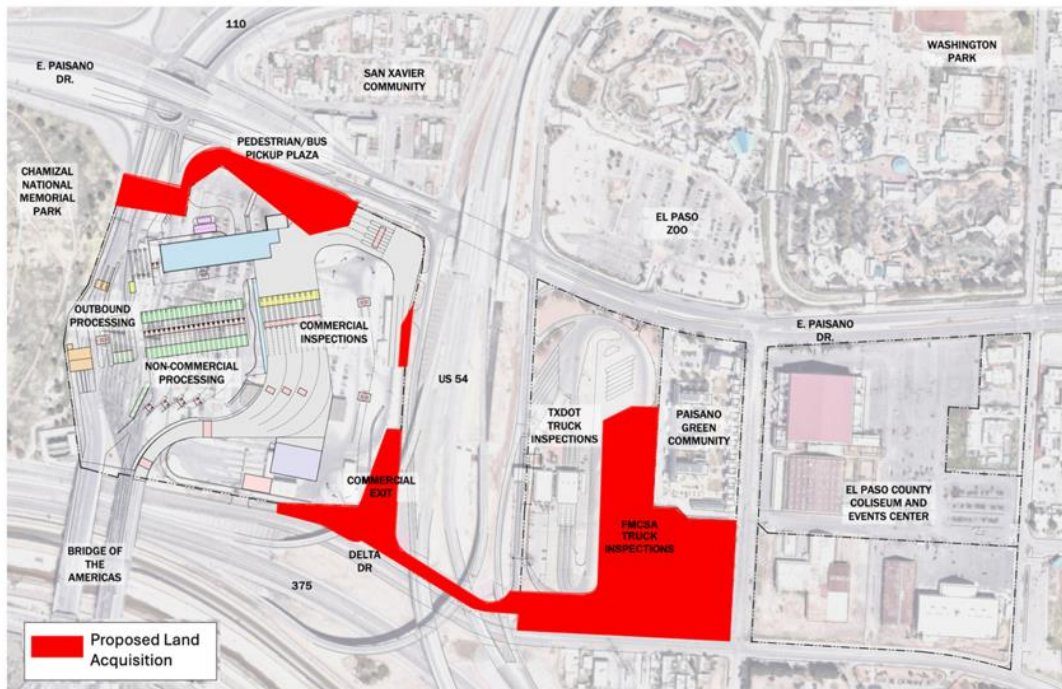 110
E. PAISANO
DR.
SAN XAVIER
COMMUNITY
WASHINGTON
PARK
PEDESTRIAN/BUS
PICKUP PLAZA
CHAMIZAL
NATIONAL
MEMORIAL
PARK
EL PASO
ZOO
OUTBOUND
PROCESSING
COMMERCIAL
INSPECTIONS
E. PAISANO
DR.
NON-COMMERCIAL
PROCESSING
US 54
TXDOT
TRUCK
INSPECTIONS
PAISANO
GREEN
COMMUNITY
COMMERCIAL
EXIT
EL PASO COUNTY
COLISEUM AND
EVENTS CENTER
FMCSA
TRUCK
INSPECTIONS
BRIDGE OF
THE
AMERICAS
DELTA
DR
375
Proposed Land
Acquisition